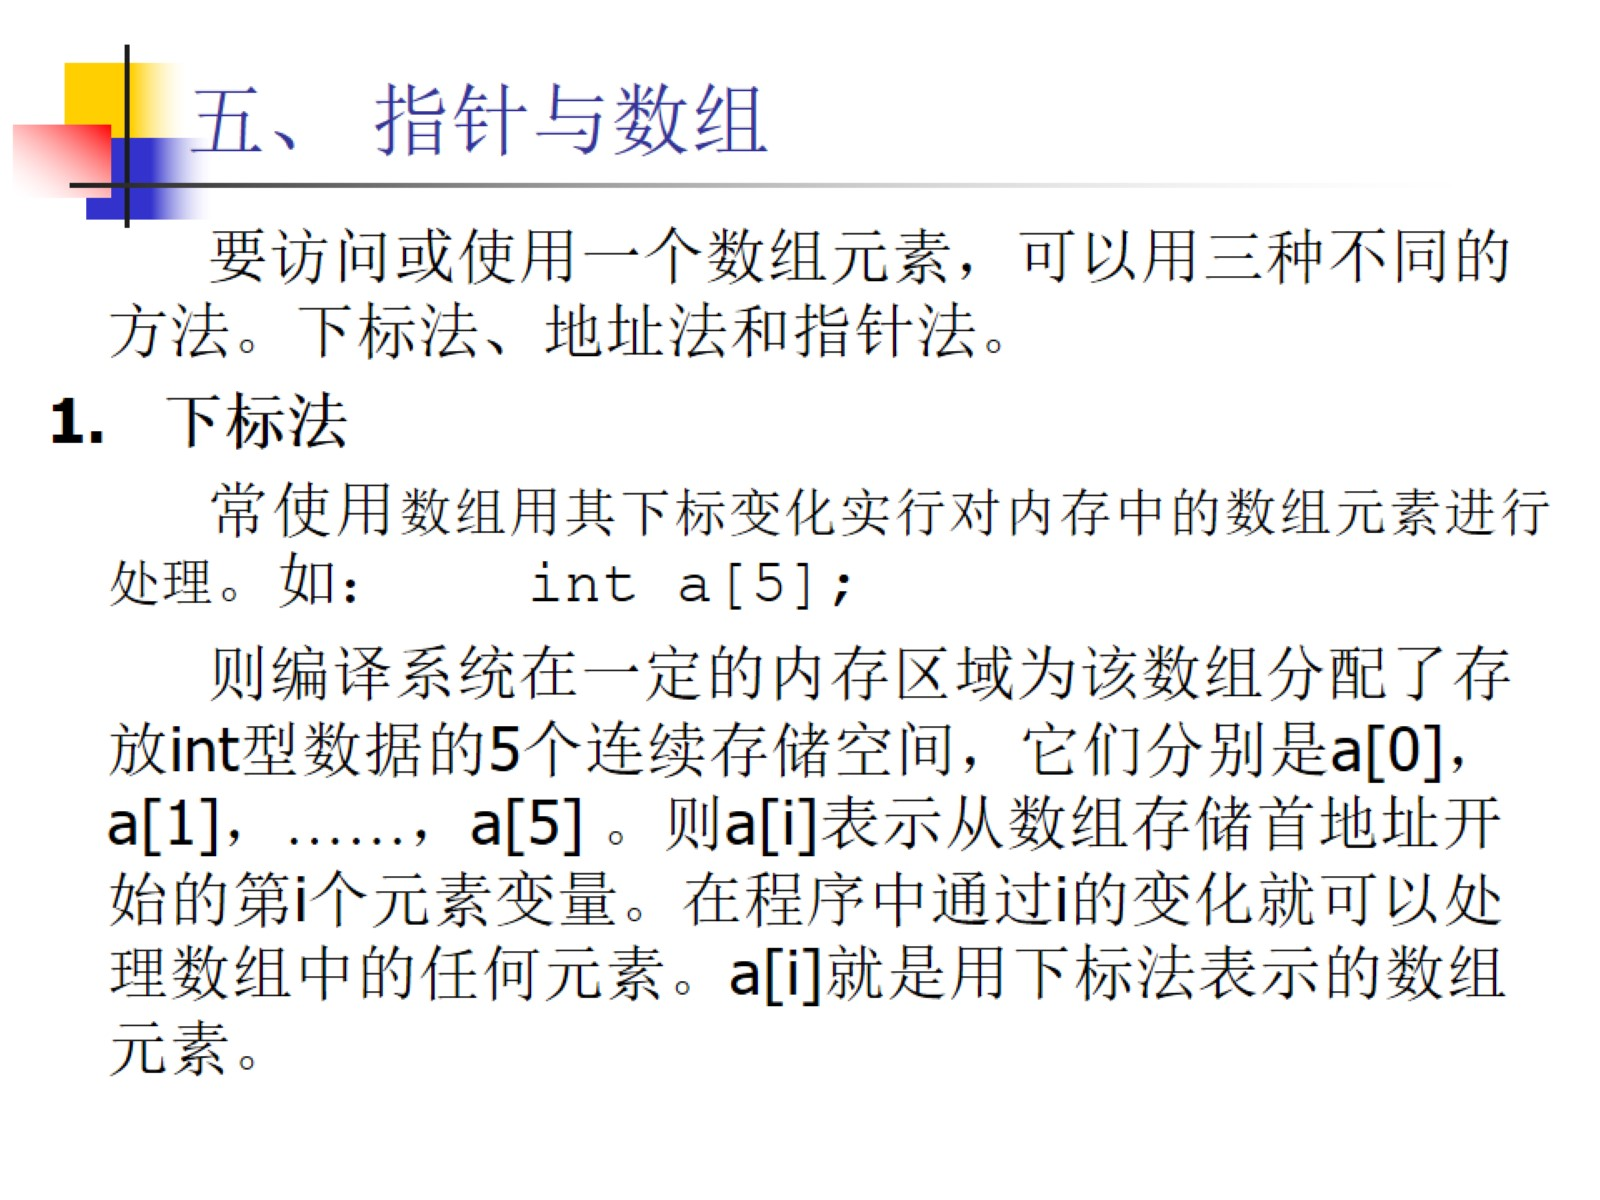 五、 指针与数组
要访问或使用一个数组元素，可以用三种不同的
方法。下标法、地址法和指针法。
1. 下标法
常使用数组用其下标变化实行对内存中的数组元素进行
处理。如： int a[5];
则编译系统在一定的内存区域为该数组分配了存
放int型数据的5个连续存储空间，它们分别是a[0]，
a[1]，……，a[5] 。则a[i]表示从数组存储首地址开
始的第i个元素变量。在程序中通过i的变化就可以处
理数组中的任何元素。a[i]就是用下标法表示的数组
元素。